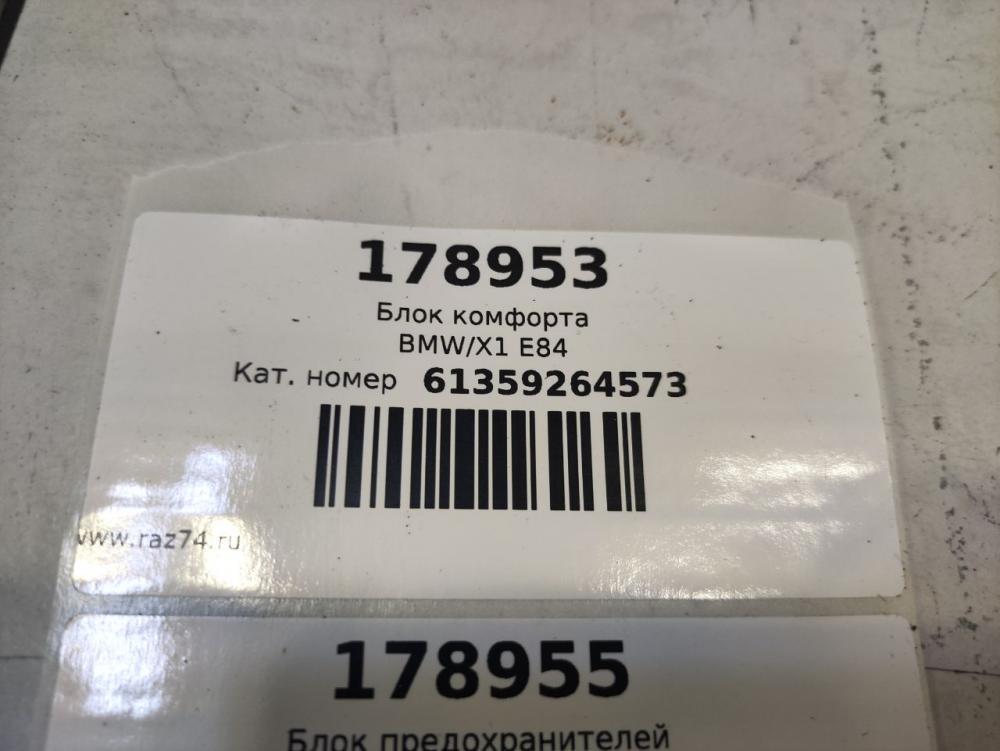 178953
Блок комфорта
BMW/X1 E84
Кат. номер 61359264573
www.raz74.ru
178955
Блок предохранителей